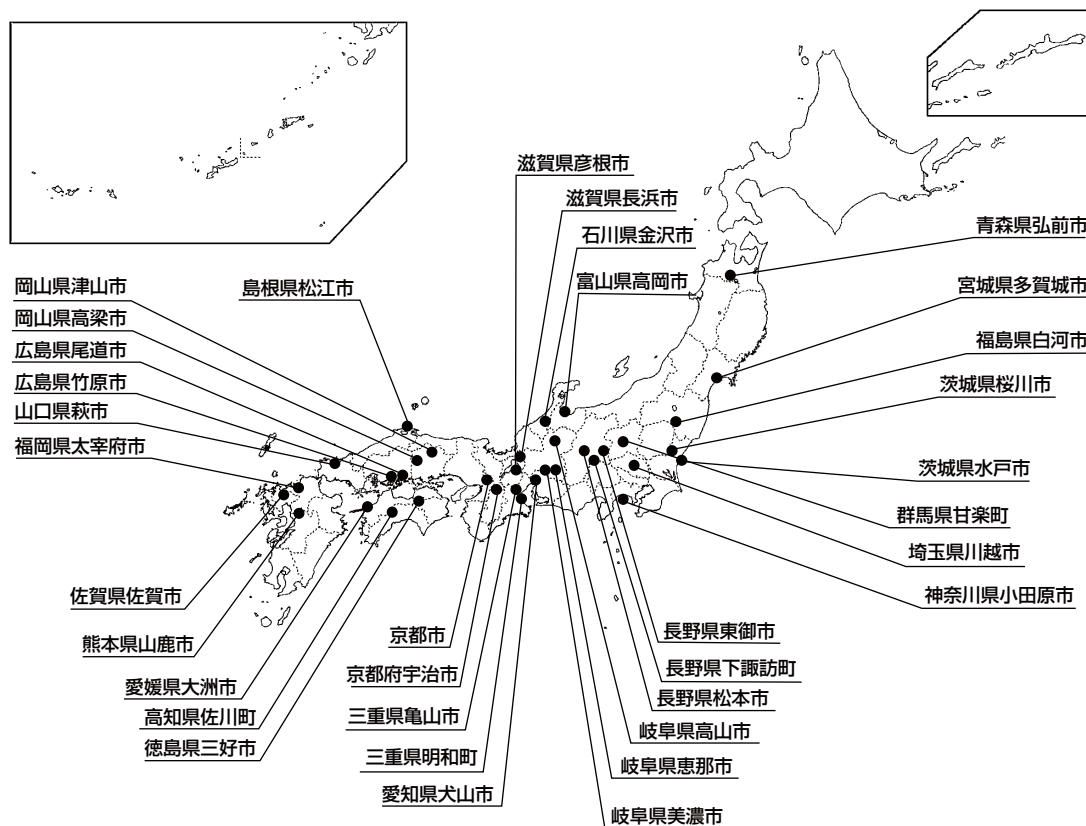 滋賀県彦根市
滋賀県長浜市
石川県金沢市
富山県高岡市
青森県弘前市
宮城県多賀城市
福島県白河市
茨城県桜川市
茨城県水戸市
群馬県甘楽町
埼玉県川越市
神奈川県小田原市
岡山県津山市
岡山県高梁市
広島県尾道市
広島県竹原市
山口県萩市
福岡県太宰府市
島根県松江市
佐賀県佐賀市
熊本県山鹿市
愛媛県大洲市
高知県佐川町
徳島県三好市
京都市
京都府宇治市
三重県亀山市
三重県明和町
愛知県犬山市
長野県東御市
長野県下諏訪町
長野県松本市
岐阜県高山市
岐阜県恵那市
岐阜県美濃市